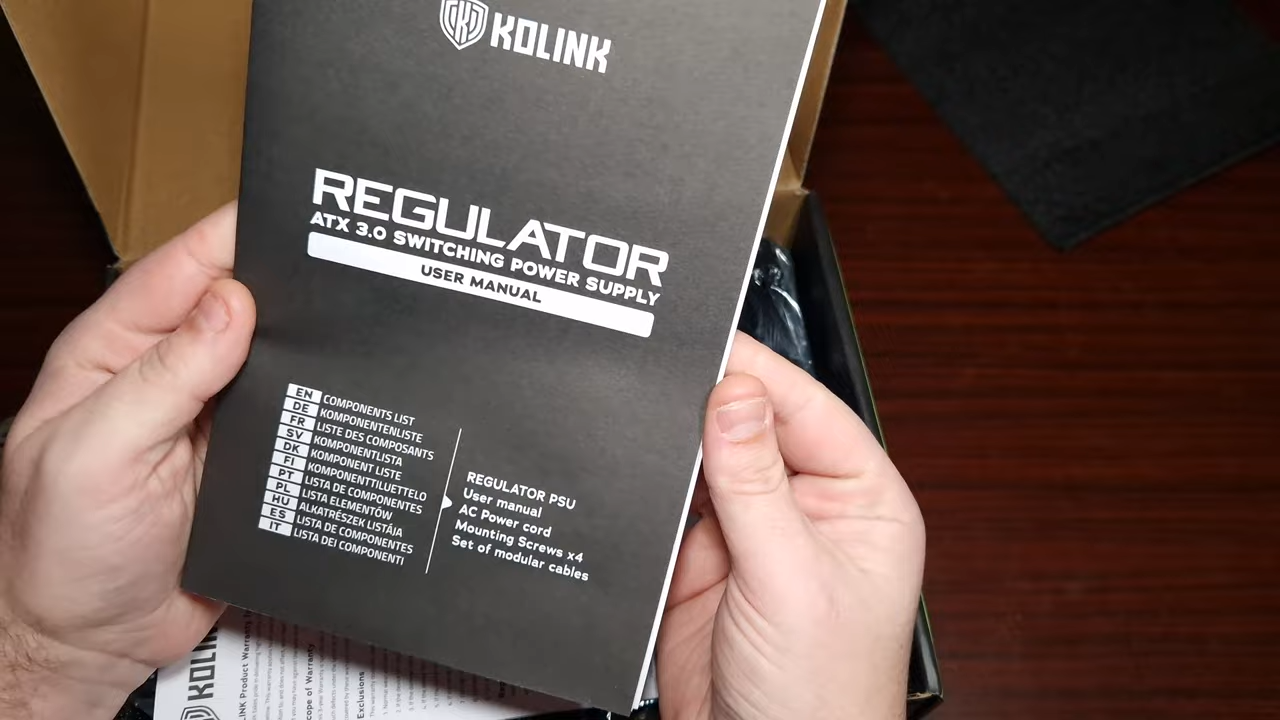 KOLINK
REGULATOR
ATX 3.0 SWITCHING POWER SUPPLY
USER MANUAL
EN COMPONENTS LIST
DE KOMPONENTENLISTE
FR LISTE DES COMPOSANTS
SV KOMPONENTLISTA
DK KOMPONENT LISTE
FI KOMPONENTTILUETTELO
PT LISTA DE COMPONENTES
PL LISTA ELEMENTÓW
HU ALKATRÉSZEK LISTÁJA
ES LISTA DE COMPONENTES
IT LISTA DEI COMPONENTI
REGULATOR PSU
User manual
AC Power cord
Mounting Screws x4
Set of modular cables
KOLINK
KOLINK Product Warranty
Scope of Warranty
Exclusions